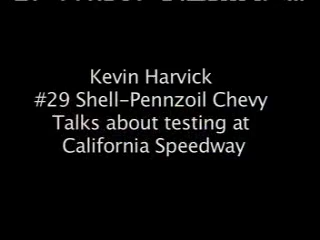 Kevin Harvick
#29 Shell-Pennzoil Chevy
Talks about testing at
California Speedway